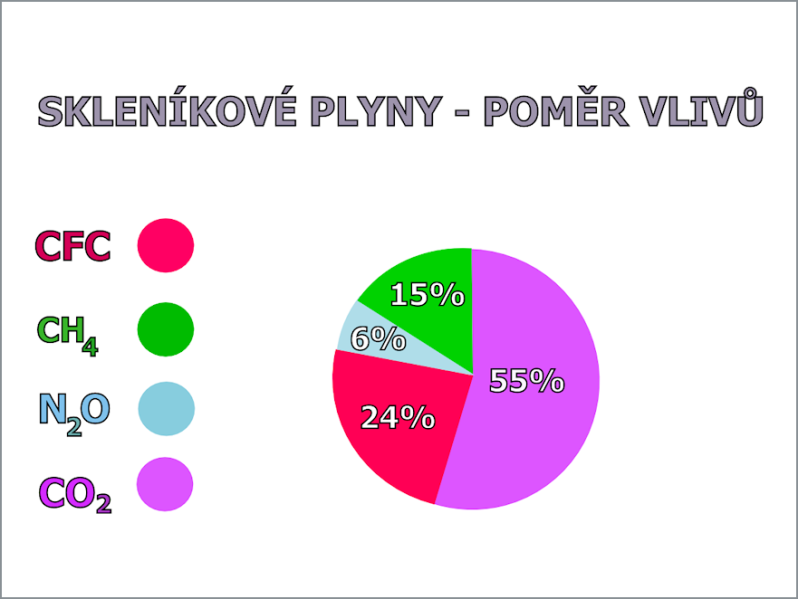 SKLENÍKOVÉ PLYNY - POMĚR VLIVŮ
CFC
CH4
N2O
CO2
15%
6%
55%
24%